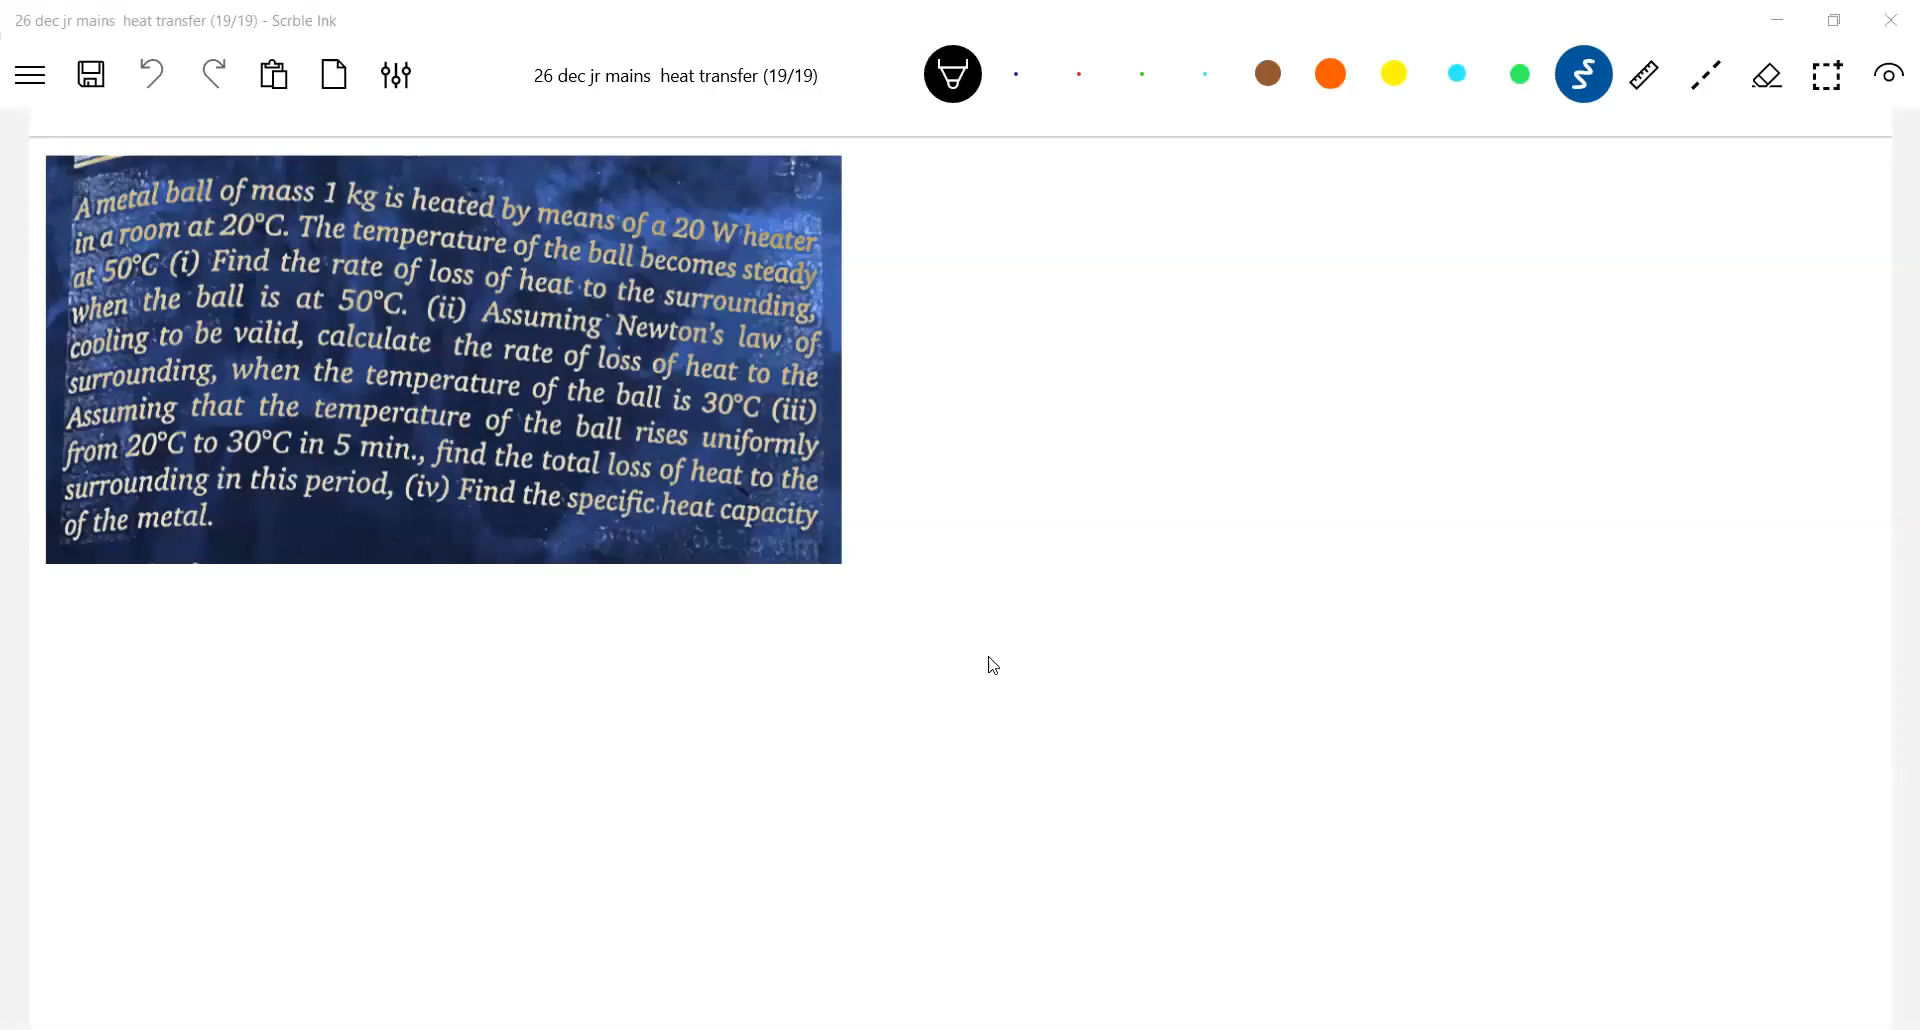 26 dec jr mains heat transfer (19/19) - Scrble Ink
26 dec jr mains heat transfer (19/19)
A metal ball of mass 1 kg is heated by means of a 20 W heater
in a room at 20°C. The temperature of the ball becomes steady
at 50°C (i) Find the rate of loss of heat to the surrounding,
when the ball is at 50°C. (ii) Assuming Newton's law of
cooling to be valid, calculate the rate of loss of heat to the
surrounding, when the temperature of the ball is 30°C (iii)
Assuming that the temperature of the ball rises uniformly
from 20°C to 30°C in 5 min., find the total loss of heat to the
surrounding in this period, (iv) Find the specific heat capacity
of the metal.